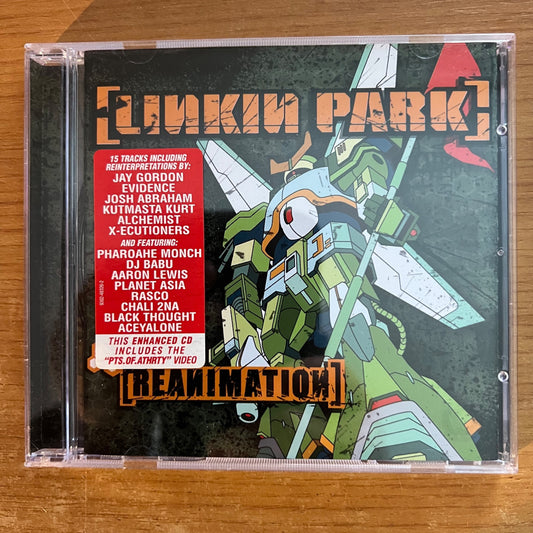 [LINKIN PARK]
15 TRACKS INCLUDING
REINTERPRETATIONS BY:
JAY GORDON
EVIDENCE
JOSH ABRAHAM
KUTMASTA KURT
ALCHEMIST
X-ECUTIONERS
AND FEATURING:
PHAROAHE MONCH
DJ BABU
AARON LEWIS
PLANET ASIA
RASCO
CHALI 2NA
BLACK THOUGHT
ACEYALONE
THIS ENHANCED CD
INCLUDES THE
"PTS.OF.ATHRTY" VIDEO
[REANIMATION]